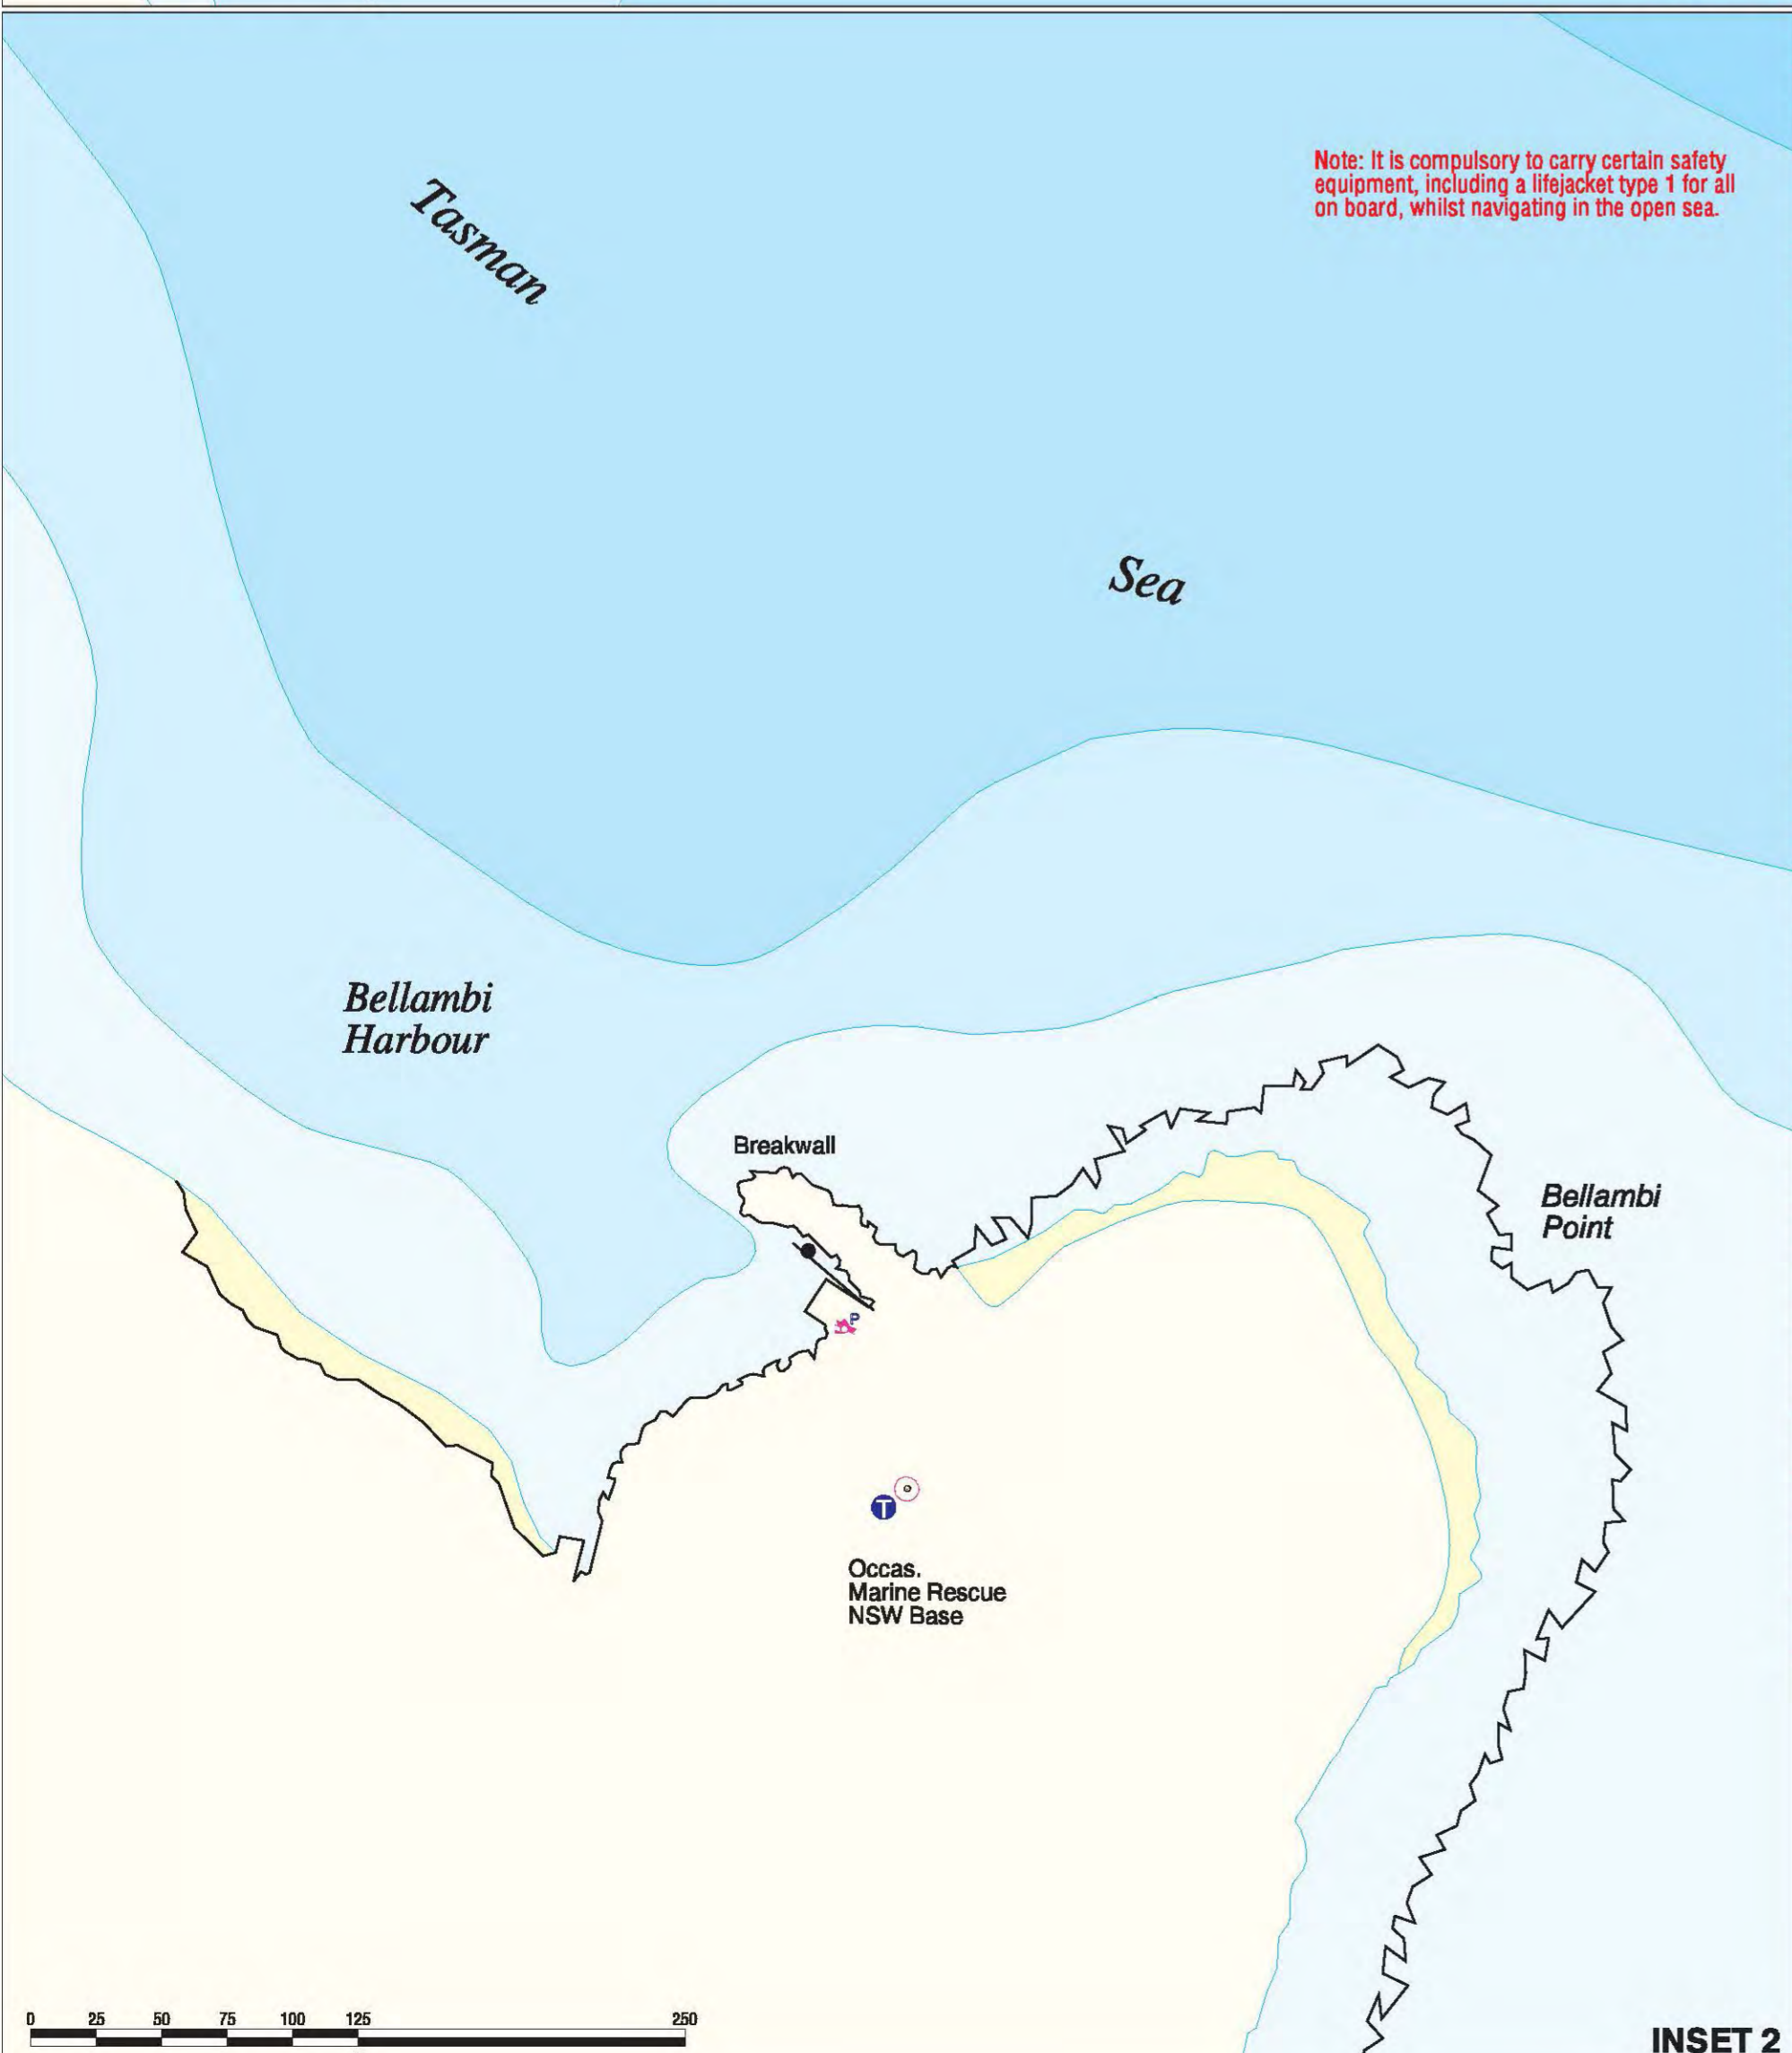 Note: It is compulsory to carry certain safety
equipment, including a lifejacket type 1 for all
on board, whilst navigating in the open sea.
Tasman
Sea
Bellambi
Harbour
Breakwall
Bellambi
Point
P
T
Occas.
Marine Rescue
NSW Base
0 25 50 75 100 125 250
INSET 2